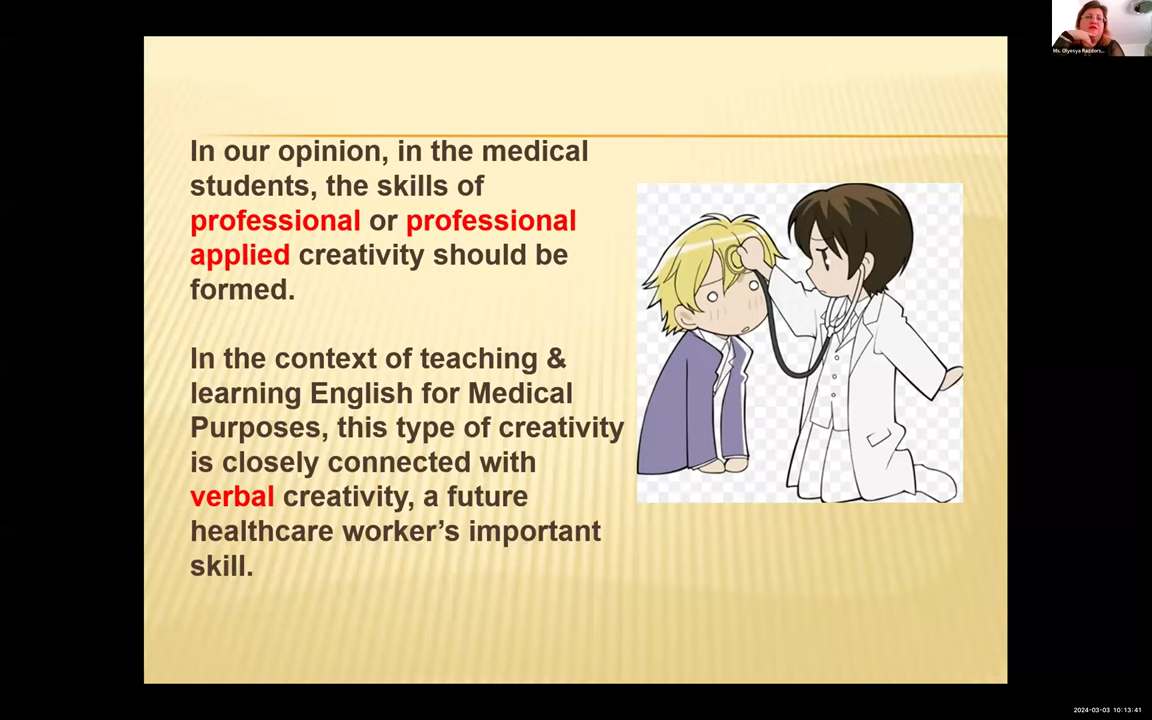 Ms. Olyesya Razdors...
In our opinion, in the medical
students, the skills of
professional or professional
applied creativity should be
formed.
In the context of teaching &
learning English for Medical
Purposes, this type of creativity
is closely connected with
verbal creativity, a future
healthcare worker’s important
skill.
2024-03-03 10:13:41